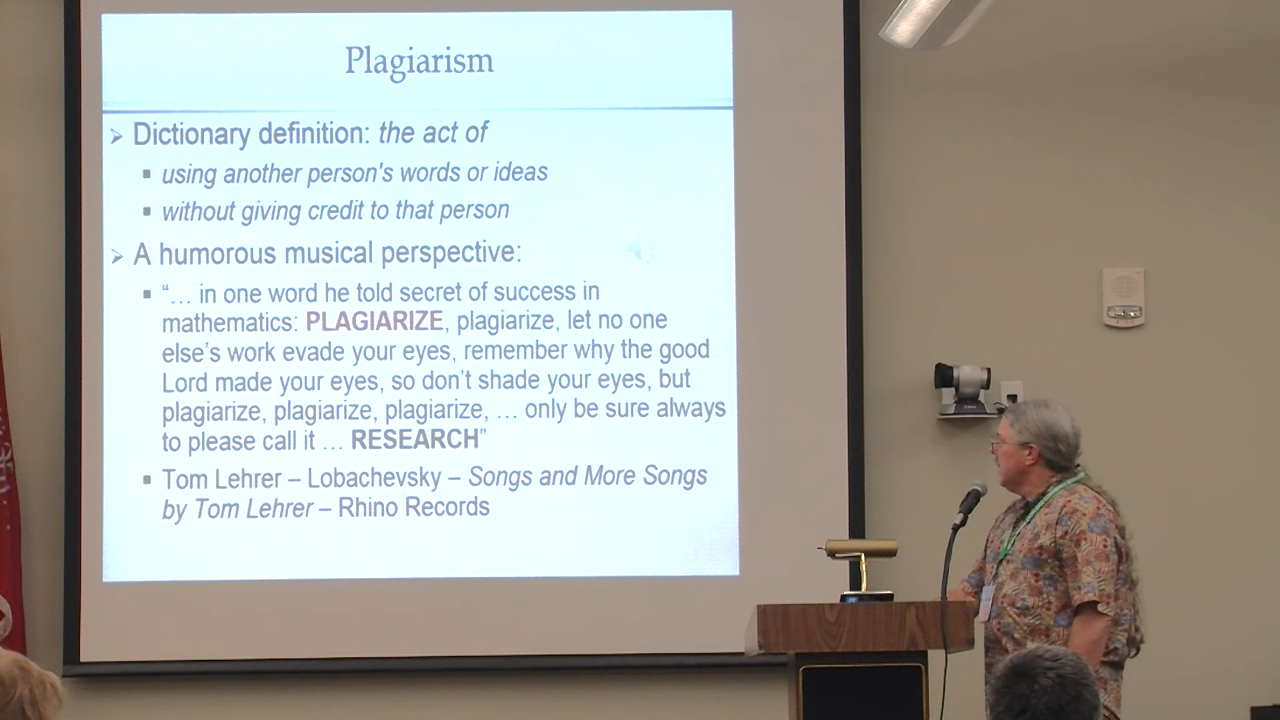 Plagiarism
Dictionary definition: the act of
using another person's words or ideas
without giving credit to that person
A humorous musical perspective:
“… in one word he told secret of success in
mathematics: PLAGIARIZE, plagiarize, let no one
else’s work evade your eyes, remember why the good
Lord made your eyes, so don’t shade your eyes, but
plagiarize, plagiarize, plagiarize, … only be sure always
to please call it … RESEARCH”
Tom Lehrer – Lobachevsky – Songs and More Songs
by Tom Lehrer – Rhino Records